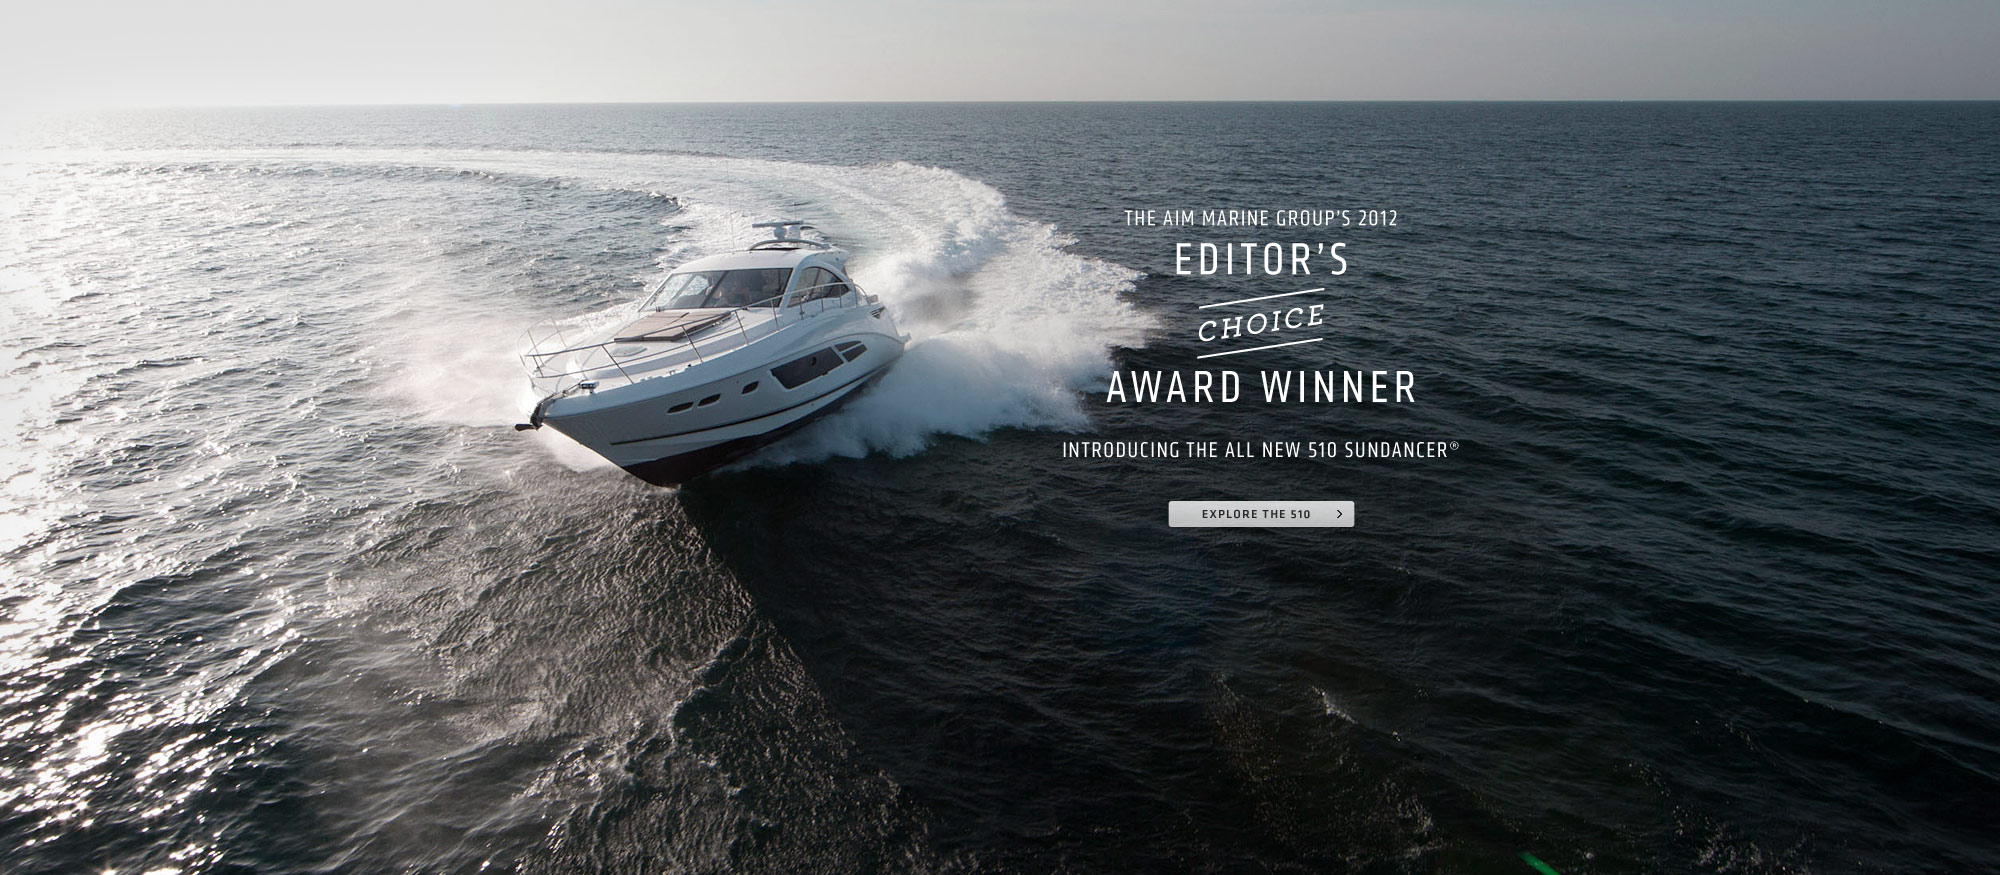 THE AIM MARINE GROUP'S 2012
EDITOR'S
CHOICE
AWARD WINNER
INTRODUCING THE ALL NEW 510 SUNDANCER®
EXPLORE THE 510 >